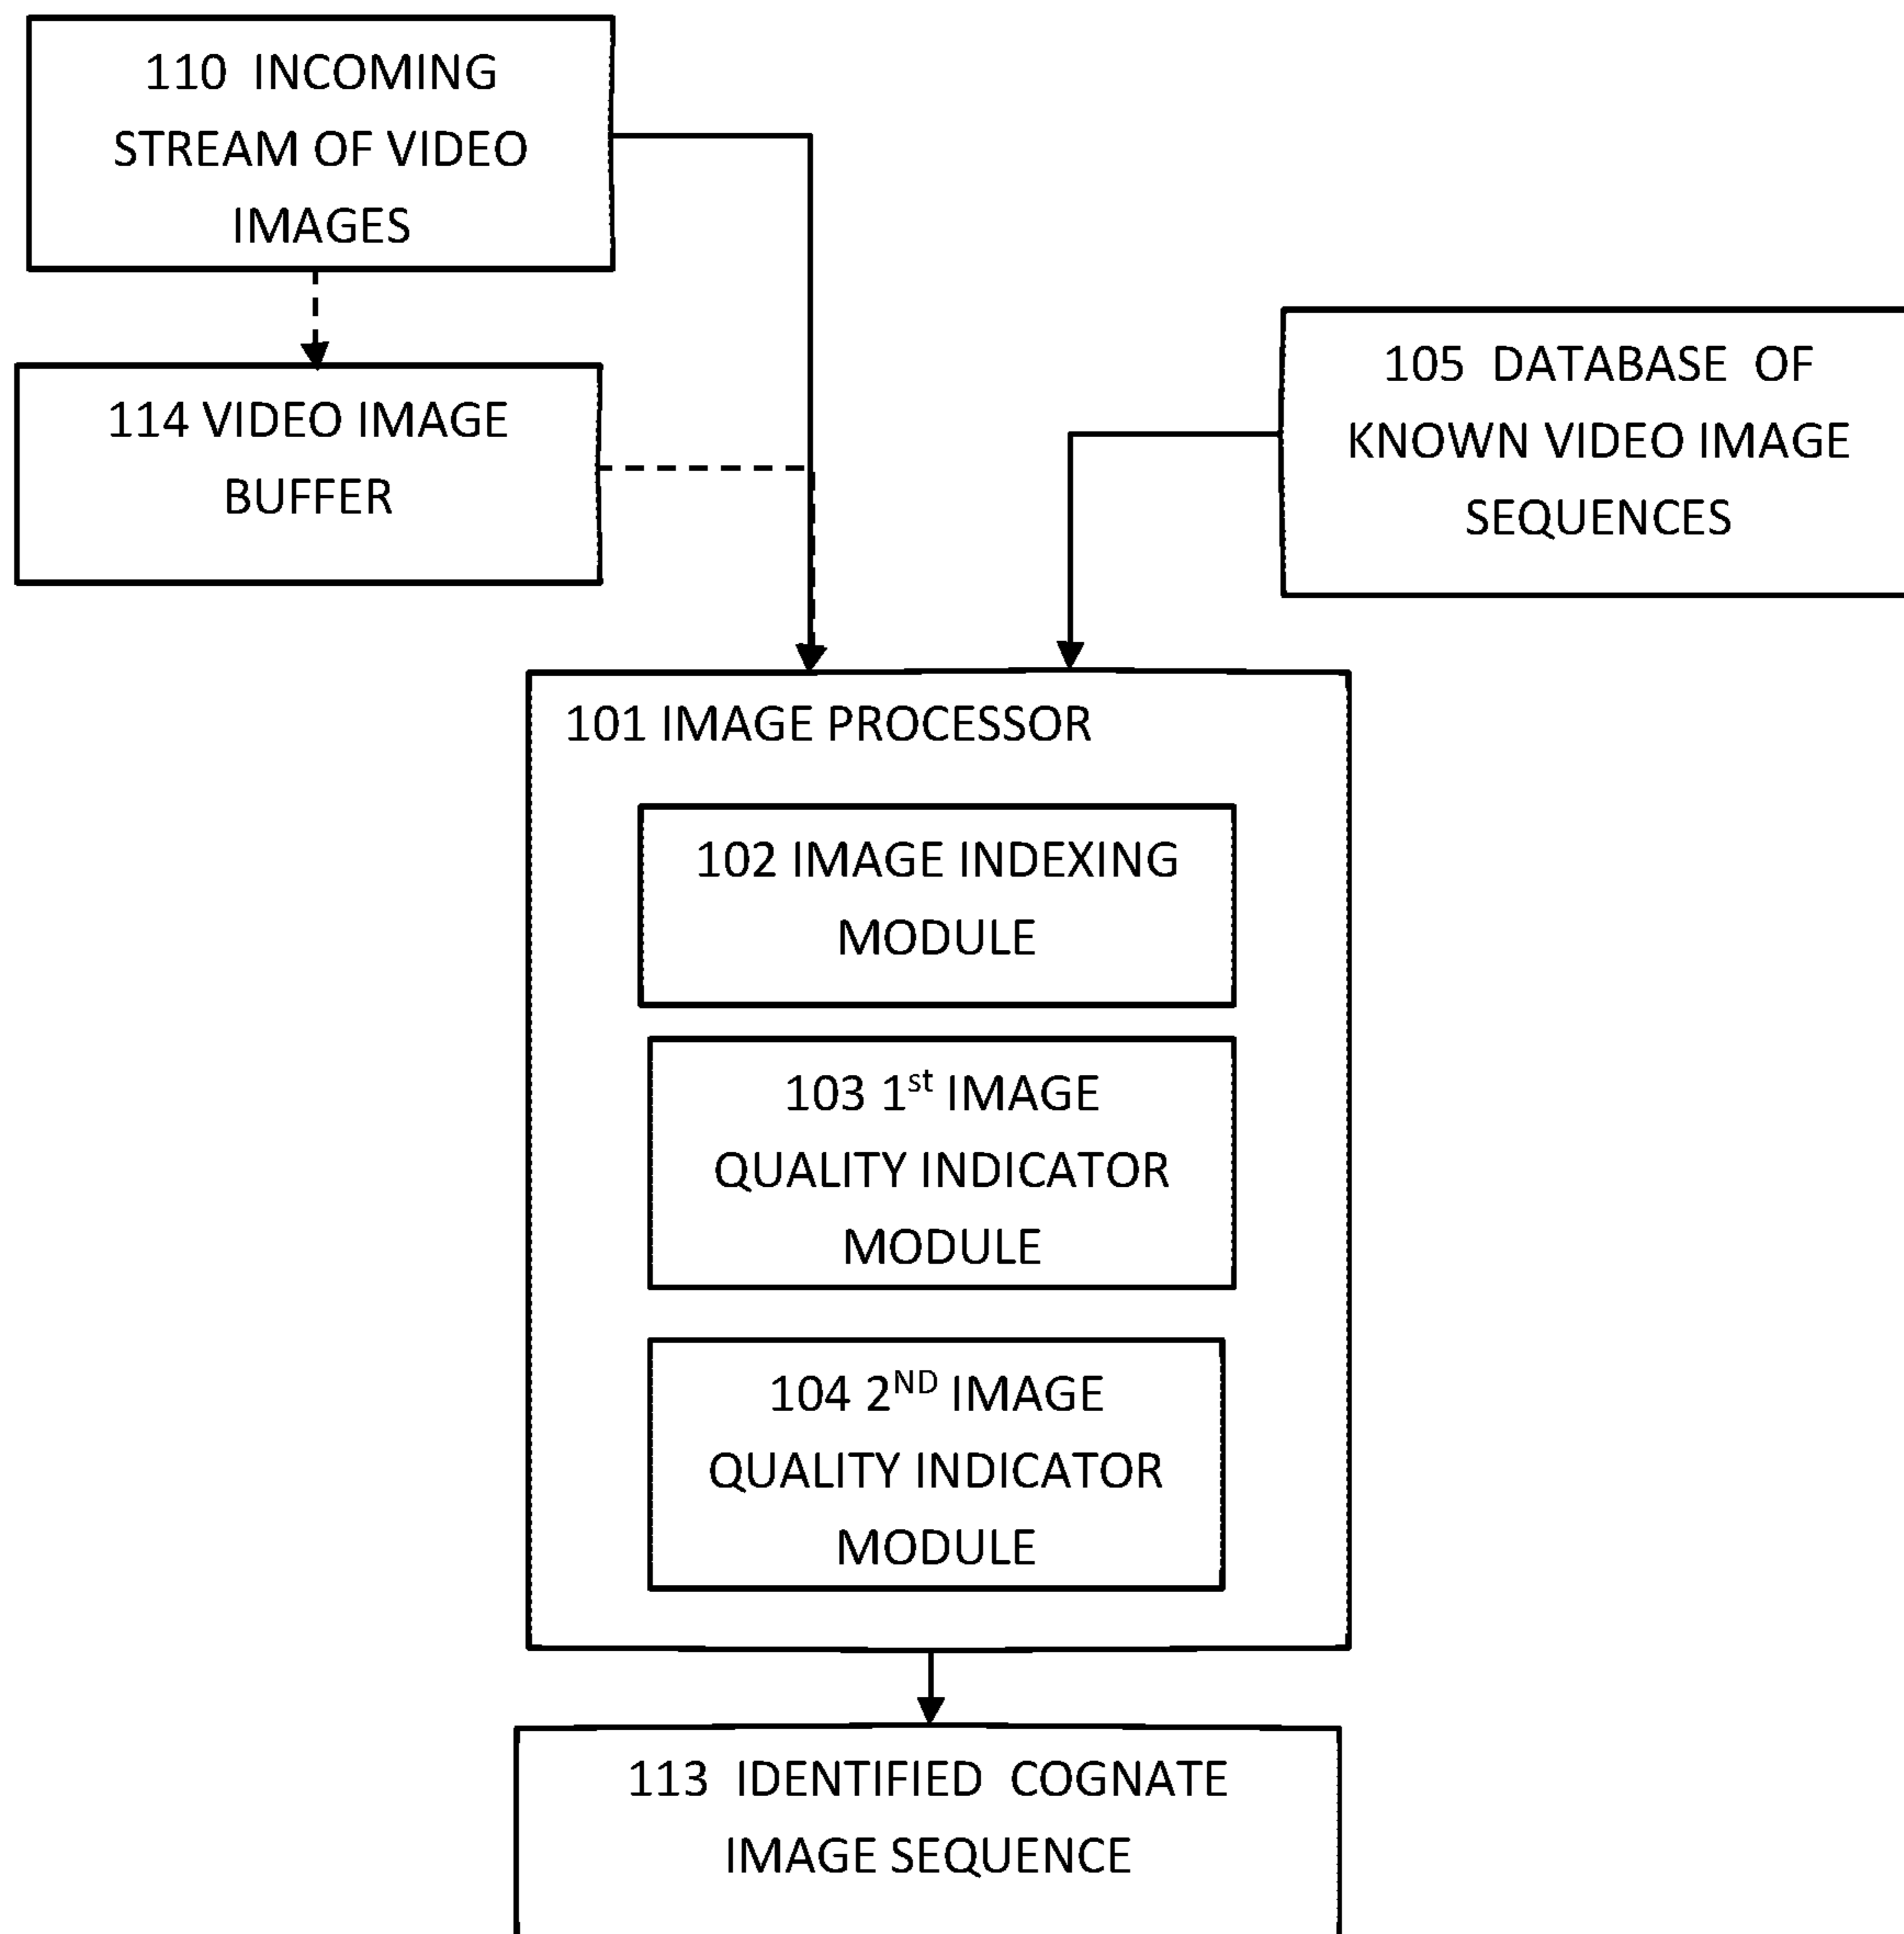 110 INCOMING
STREAM OF VIDEO
IMAGES
114 VIDEO IMAGE
BUFFER
105 DATABASE OF
KNOWN VIDEO IMAGE
SEQUENCES
101 IMAGE PROCESSOR
102 IMAGE INDEXING
MODULE
103 1st IMAGE
QUALITY INDICATOR
MODULE
104 2ND IMAGE
QUALITY INDICATOR
MODULE
113 IDENTIFIED COGNATE
IMAGE SEQUENCE